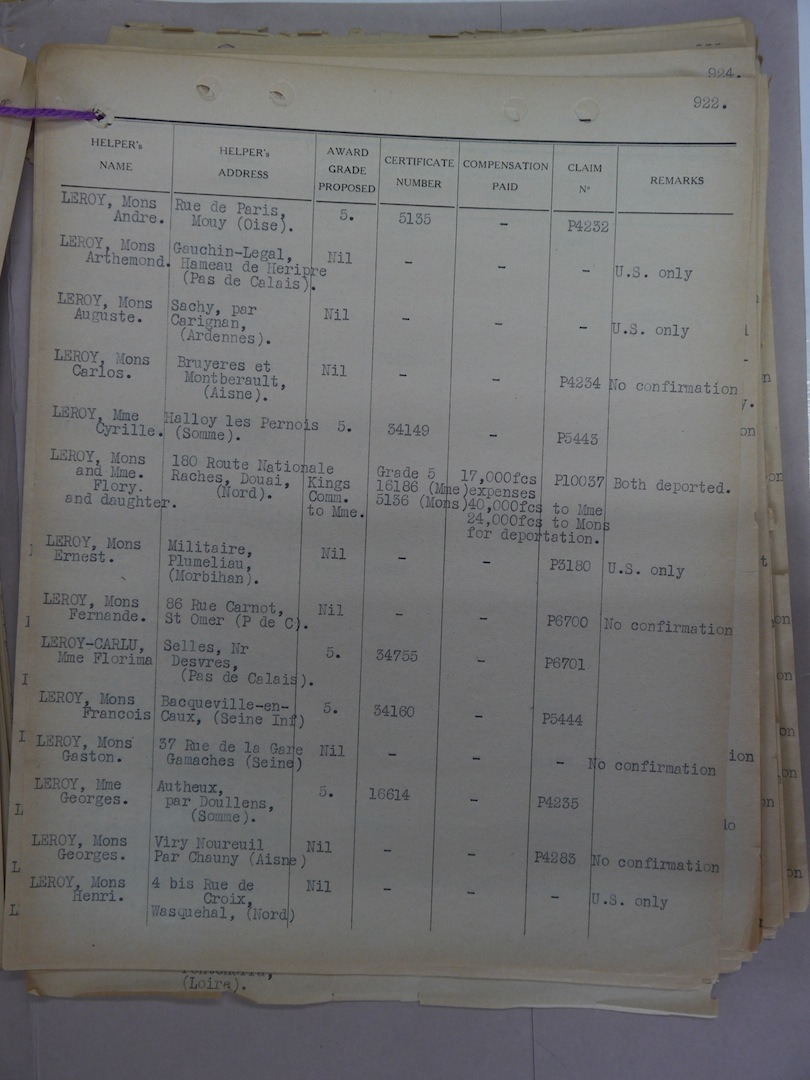 924.
922.
HELPER's NAME HELPER's ADDRESS AWARD GRADE PROPOSED CERTIFICATE NUMBER COMPENSATION PAID CLAIM Nº REMARKS
LEROY, Mons Rue de Paris, 5. 5135 - P4232
Andre. Mouy (Oise).
LEROY, Mons Gauchin-Legal, Nil - - - U.S. only
Arthemond. Hameau de Heripre
(Pas de Calais).
LEROY, Mons Sachy, par Nil - - - U.S. only
Auguste. Carignan,
(Ardennes).
LEROY, Mons Bruyeres et Nil - - P4234 No confirmation
Carlos. Montberault,
(Aisne).
LEROY, Mme Halloy les Pernois 5. 34149 - P5443
Cyrille. (Somme).
LEROY, Mons 180 Route Nationale Grade 5 17,000fcs P10037 Both deported.
and Mme. Raches, Douai, Kings 16186 (Mme) expenses
Flory. (Nord). Comm. 5136 (Mons) 40,000fcs to Mme
and daughter. to Mme. 24,000fcs to Mons
for deportation.
LEROY, Mons Militaire, Nil - - P3180 U.S. only
Ernest. Plumeliau,
(Morbihan).
LEROY, Mons 86 Rue Carnot, Nil - - P6700 No confirmation
Fernande. St Omer (P de C).
LEROY-CARLU, Selles, Nr 5. 34755 - P6701
Mme Florima Desvres,
(Pas de Calais).
LEROY, Mons Bacqueville-en- 5. 34160 - P5444
Francois Caux, (Seine Inf)
LEROY, Mons 37 Rue de la Gare Nil - - - No confirmation
Gaston. Gamaches (Seine)
LEROY, Mme Autheux, 5. 16614 - P4235
Georges. par Doullens,
(Somme).
LEROY, Mons Viry Noureuil Nil - - P4283 No confirmation
Georges. Par Chauny (Aisne)
LEROY, Mons 4 bis Rue de Nil - - - U.S. only
Henri. Croix,
Wasquehal, (Nord)
(Loire).